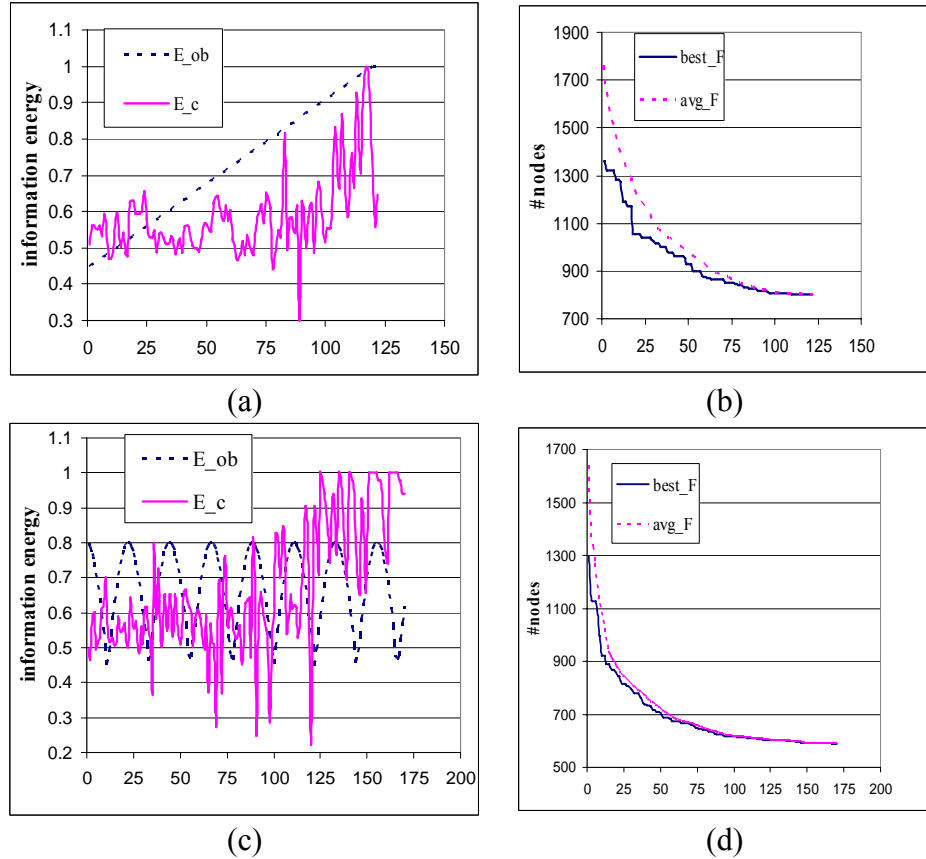 1.1
1
0.9
0.8
0.7
0.6
0.5
0.4
0.3
information energy
E_ob
E_c
0 25 50 75 100 125 150
(a)
1900
1700
1500
1300
1100
900
700
#nodes
best_F
avg_F
0 25 50 75 100 125 150
(b)
1.1
1
0.9
0.8
0.7
0.6
0.5
0.4
0.3
0.2
information energy
E_ob
E_c
0 25 50 75 100 125 150 175 200
(c)
1700
1500
1300
1100
900
700
500
#nodes
best_F
avg_F
0 25 50 75 100 125 150 175 200
(d)